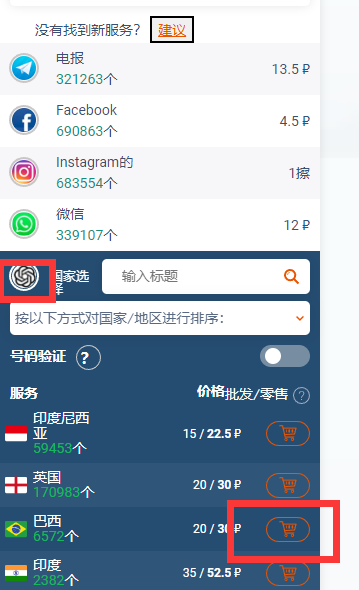 没有找到新服务？ 建议
电报
321263个
13.5 ₽
Facebook
690863个
4.5 ₽
Instagram的
683554个
1擦
微信
339107个
12 ₽
国家选择
输入标题
按以下方式对国家/地区进行排序：
号码验证 ?
服务
价格批发/零售 ?
印度尼西亚
59453个
15 / 22.5 ₽
英国
170983个
20 / 30 ₽
巴西
6572个
20 / 30 ₽
印度
2382个
35 / 52.5 ₽